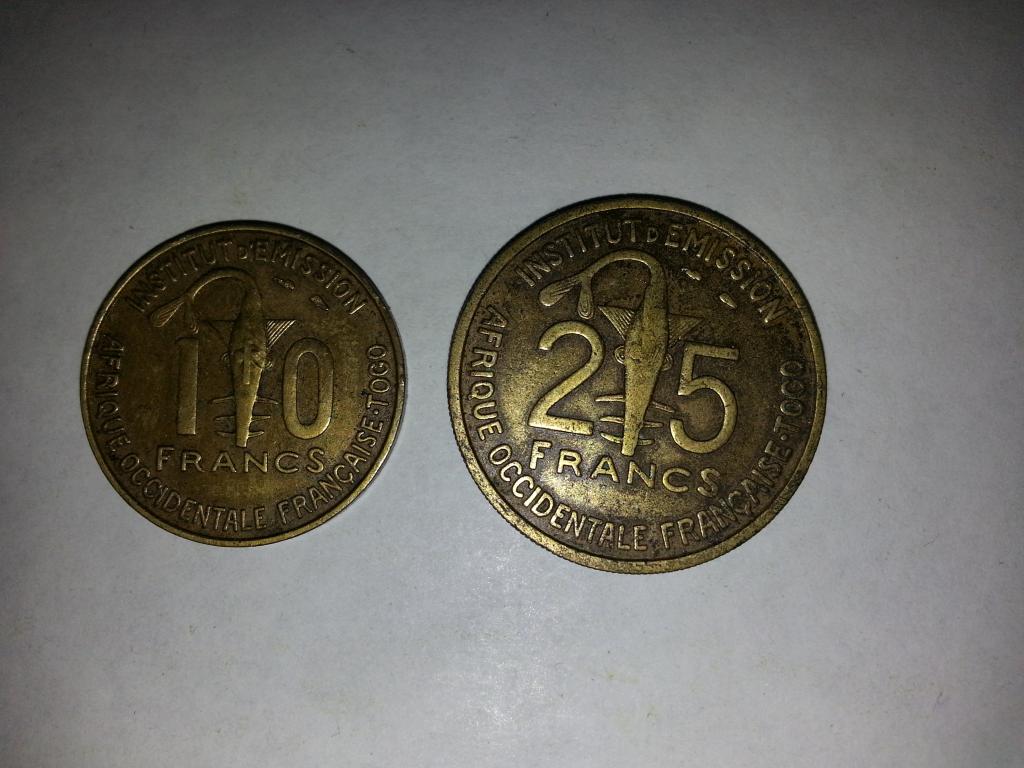 INSTITUT D'EMISSION
10
FRANCS
AFRIQUE OCCIDENTALE FRANÇAISE·TOGO
INSTITUT D EMISSION
25
FRANCS
AFRIQUE OCCIDENTALE FRANÇAISE·TOGO